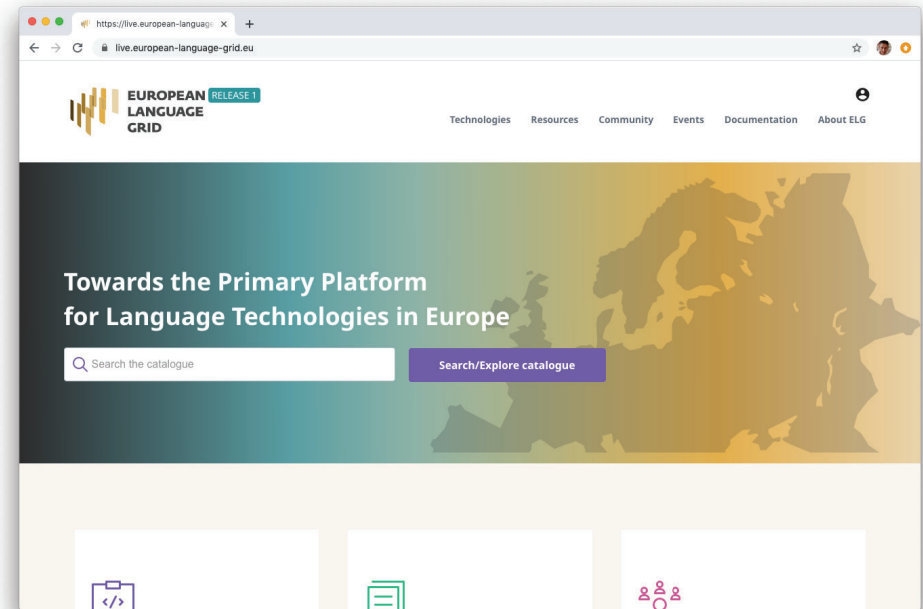 https://live.european-language
live.european-language-grid.eu
EUROPEAN RELEASE 1
LANGUAGE
GRID
Technologies Resources Community Events Documentation About ELG
Towards the Primary Platform
for Language Technologies in Europe
Search the catalogue
Search/Explore catalogue